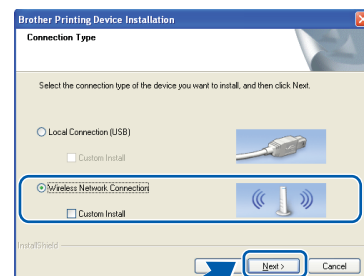 Brother Printing Device Installation
Connection Type
Select the connection type of the device you want to install, and then click Next.
Local Connection (USB)
Custom Install
Wireless Network Connection
Custom Install
InstallShield
Next >
Cancel